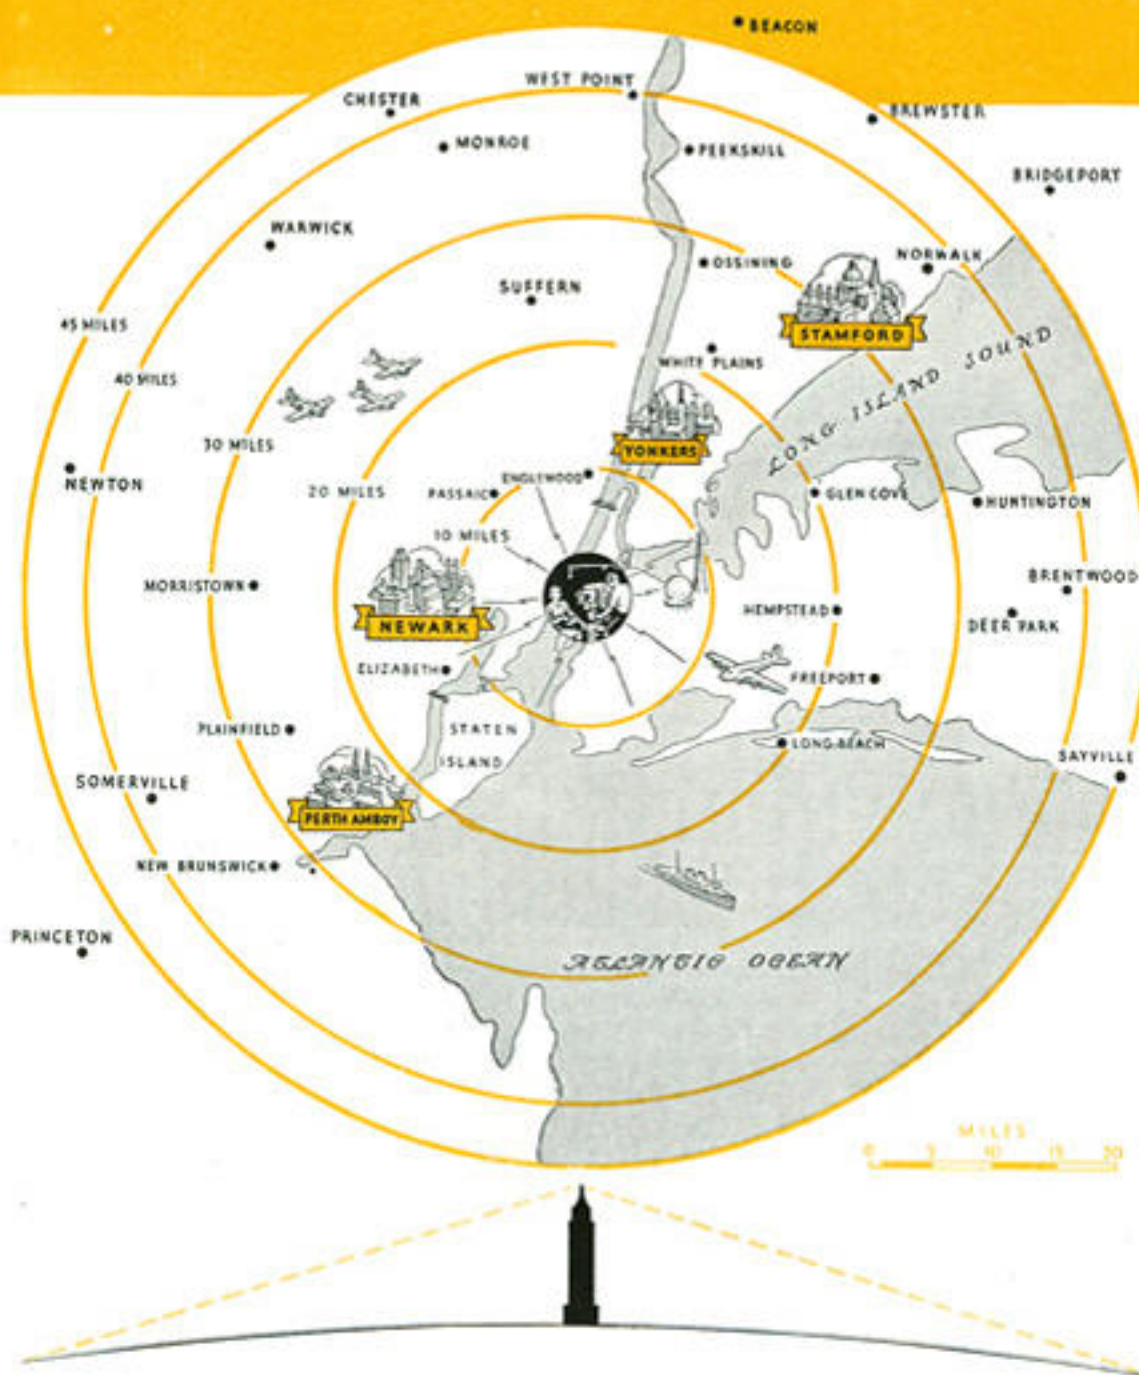 BEACON
WEST POINT
CHESTER
BREWSTER
MONROE
PEEKSKILL
BRIDGEPORT
WARWICK
OSSINING
NORWALK
SUFFERN
45 MILES
STAMFORD
LONG ISLAND SOUND
WHITE PLAINS
40 MILES
30 MILES
YONKERS
NEWTON
20 MILES
PASSAIC
ENGLEWOOD
GLEN COVE
HUNTINGTON
10 MILES
MORRISTOWN
BRENTWOOD
HEMPSTEAD
NEWARK
DEER PARK
ELIZABETH
FREEPORT
PLAINFIELD
STATEN
ISLAND
LONG BEACH
SAYVILLE
SOMERVILLE
PERTH AMBOY
NEW BRUNSWICK
PRINCETON
ATLANTIC OCEAN
MILES
0 5 10 15 20